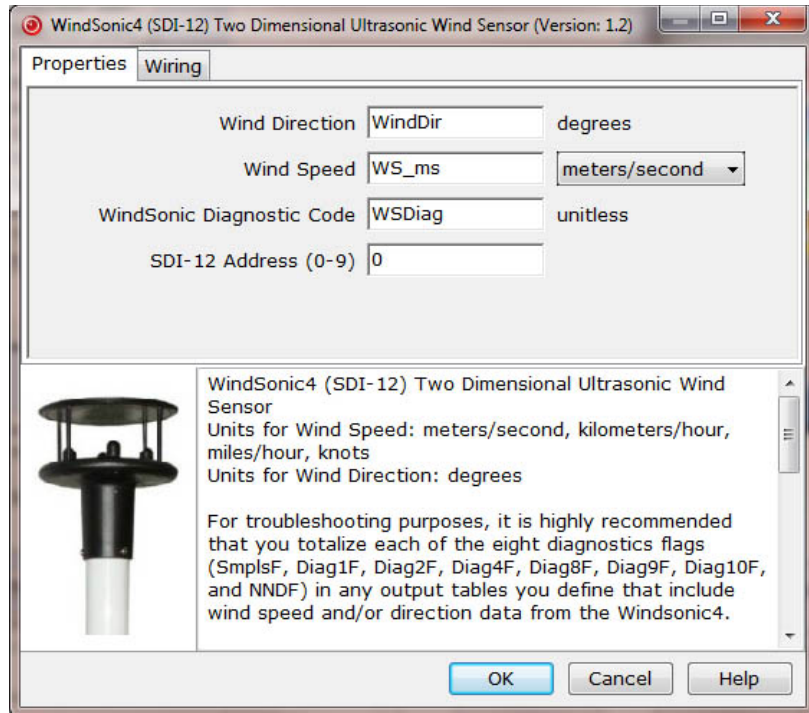 WindSonic4 (SDI-12) Two Dimensional Ultrasonic Wind Sensor (Version: 1.2)
Properties Wiring
Wind Direction WindDir degrees
Wind Speed WS_ms meters/second
WindSonic Diagnostic Code WSDiag unitless
SDI-12 Address (0-9) 0
WindSonic4 (SDI-12) Two Dimensional Ultrasonic Wind
Sensor
Units for Wind Speed: meters/second, kilometers/hour,
miles/hour, knots
Units for Wind Direction: degrees
For troubleshooting purposes, it is highly recommended
that you totalize each of the eight diagnostics flags
(SmplsF, Diag1F, Diag2F, Diag4F, Diag8F, Diag9F, Diag10F,
and NNDF) in any output tables you define that include
wind speed and/or direction data from the Windsonic4.
OK Cancel Help